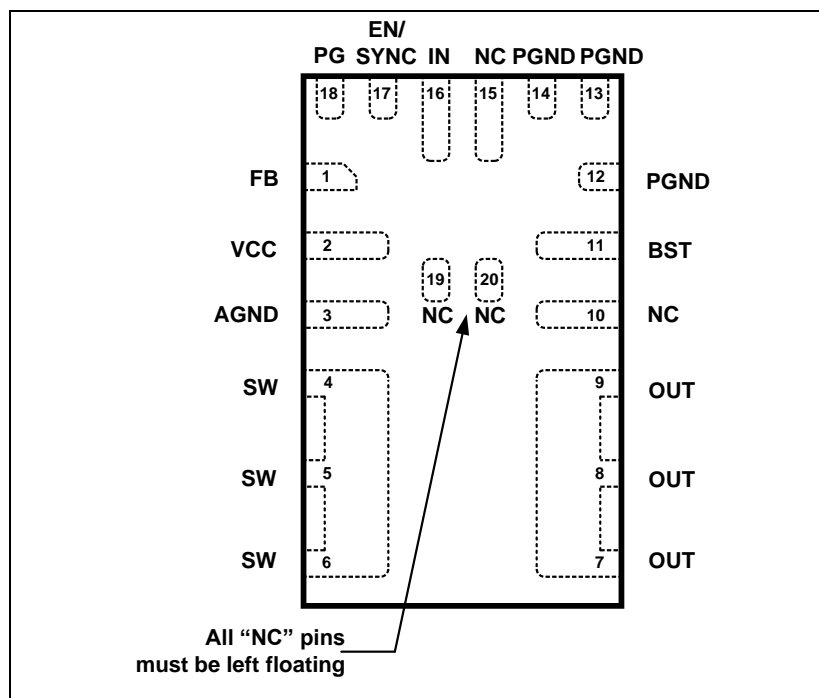 EN/
PG SYNC IN NC PGND PGND
18 17 16 15 14 13
FB 1 12 PGND
VCC 2 11 BST
19 20
AGND 3 NC NC 10 NC
SW 4 9 OUT
SW 5 8 OUT
SW 6 7 OUT
All “NC” pins
must be left floating